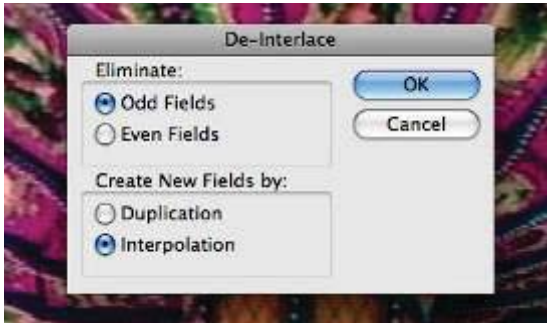 De-Interlace
Eliminate:
Odd Fields
Even Fields
OK
Cancel
Create New Fields by:
Duplication
Interpolation